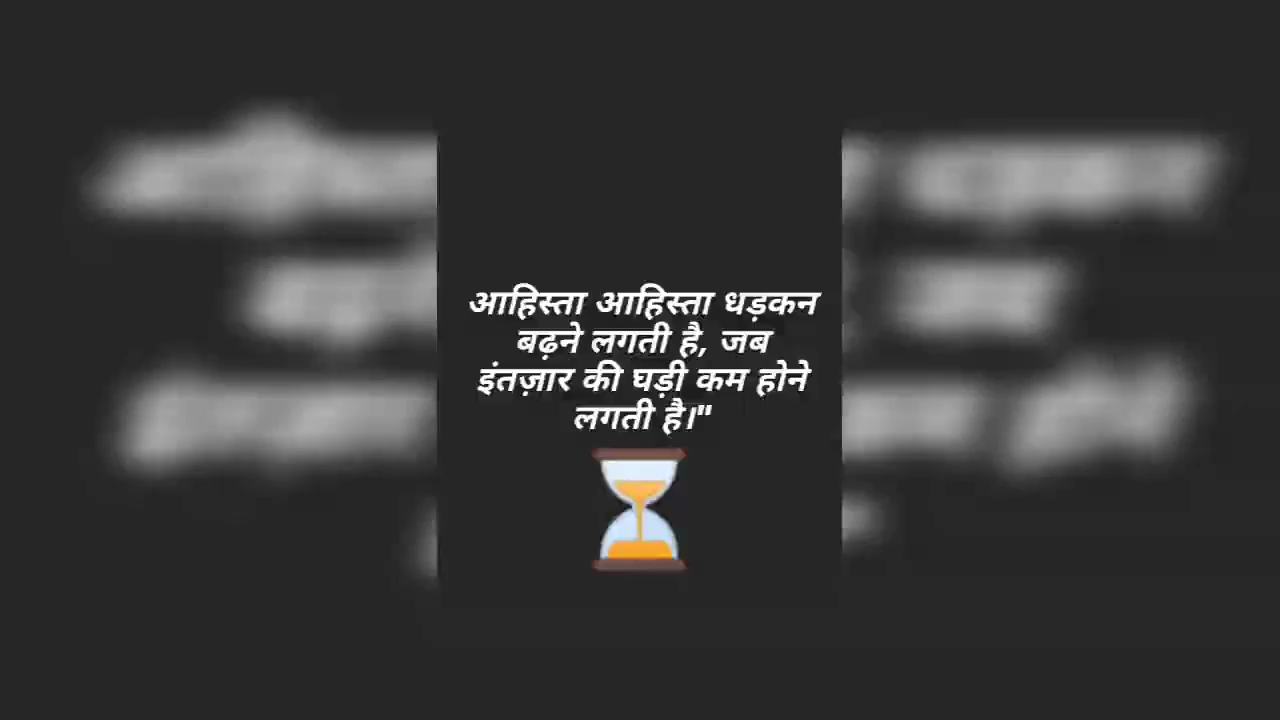 आहिस्ता आहिस्ता धड़कन
बढ़ने लगती है, जब
इंतज़ार की घड़ी कम होने
लगती है।"